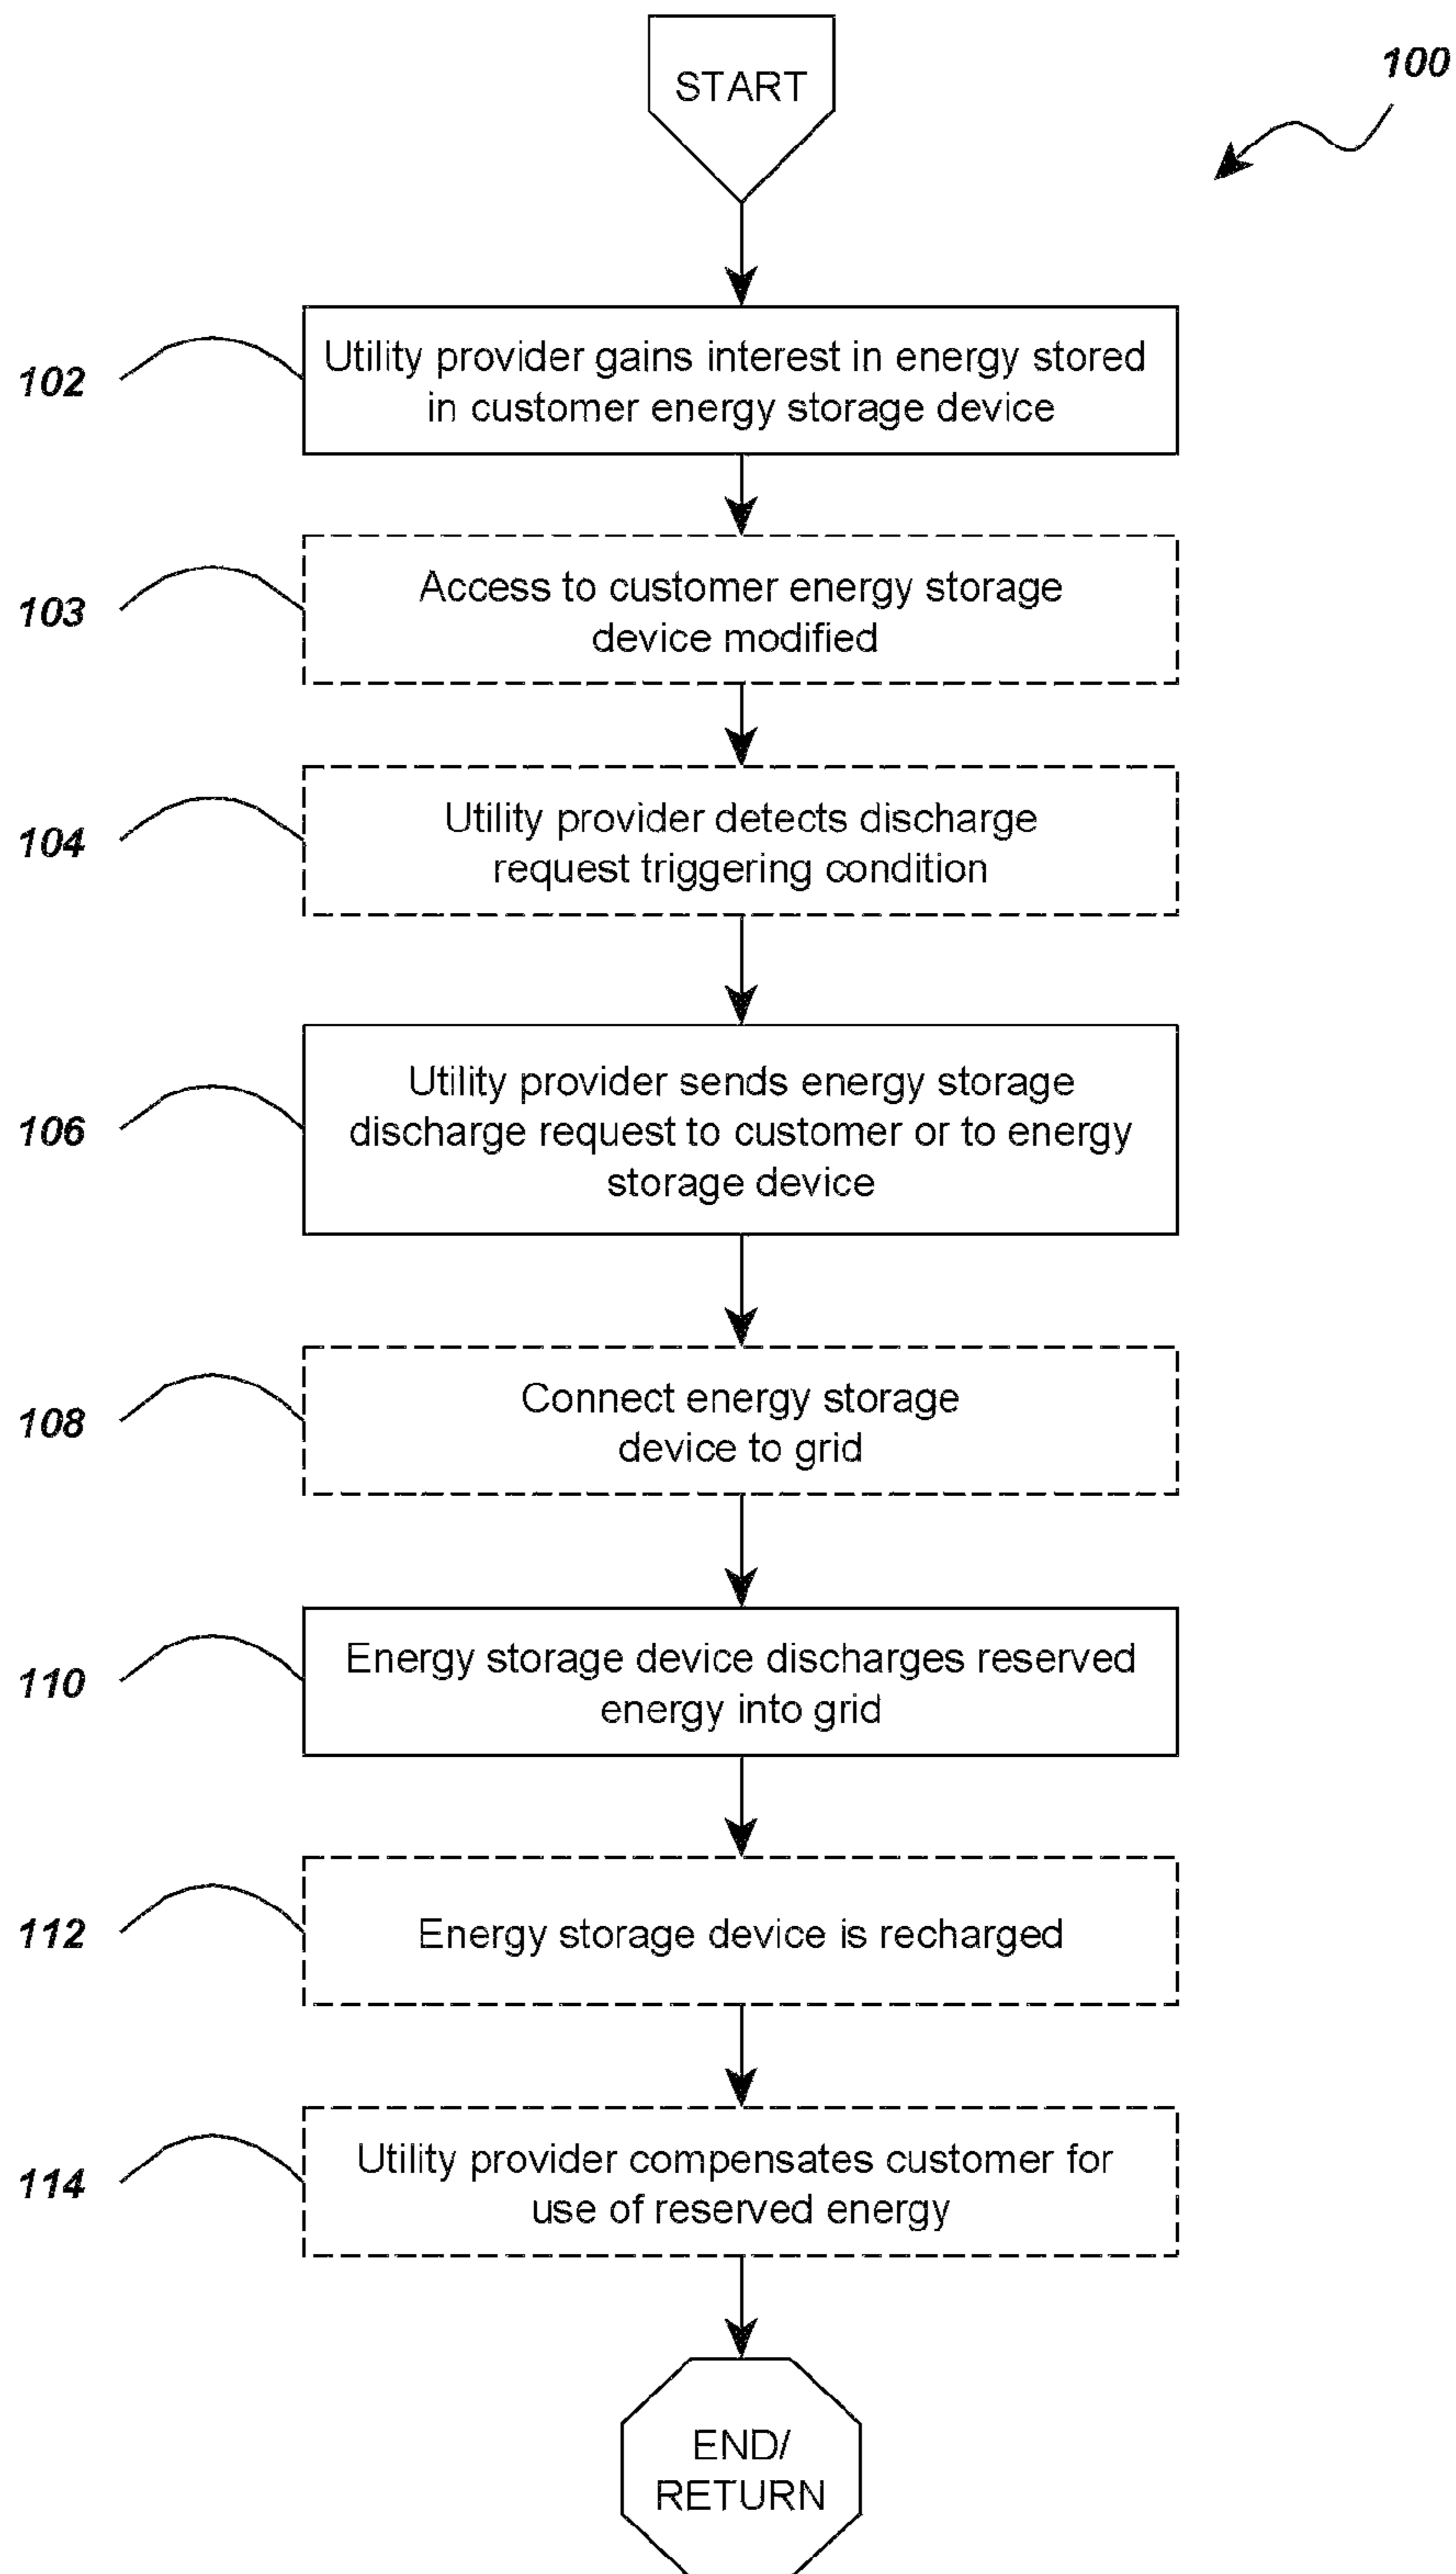 START
100
102
Utility provider gains interest in energy stored
in customer energy storage device
103
Access to customer energy storage
device modified
104
Utility provider detects discharge
request triggering condition
106
Utility provider sends energy storage
discharge request to customer or to energy
storage device
108
Connect energy storage
device to grid
110
Energy storage device discharges reserved
energy into grid
112
Energy storage device is recharged
114
Utility provider compensates customer for
use of reserved energy
END/
RETURN